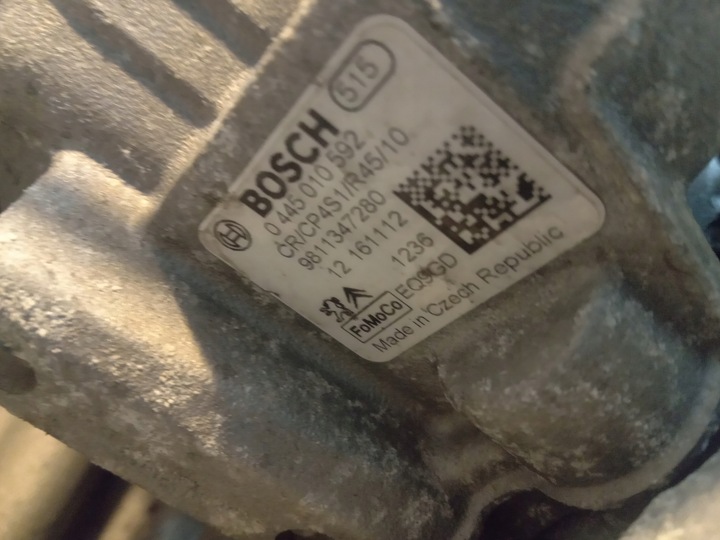 515
BOSCH
0 445 010 592
CR/CP4S1/R45/10
9811347280
12 161112
1236
FoMoCo EQ9GD
Made in Czech Republic